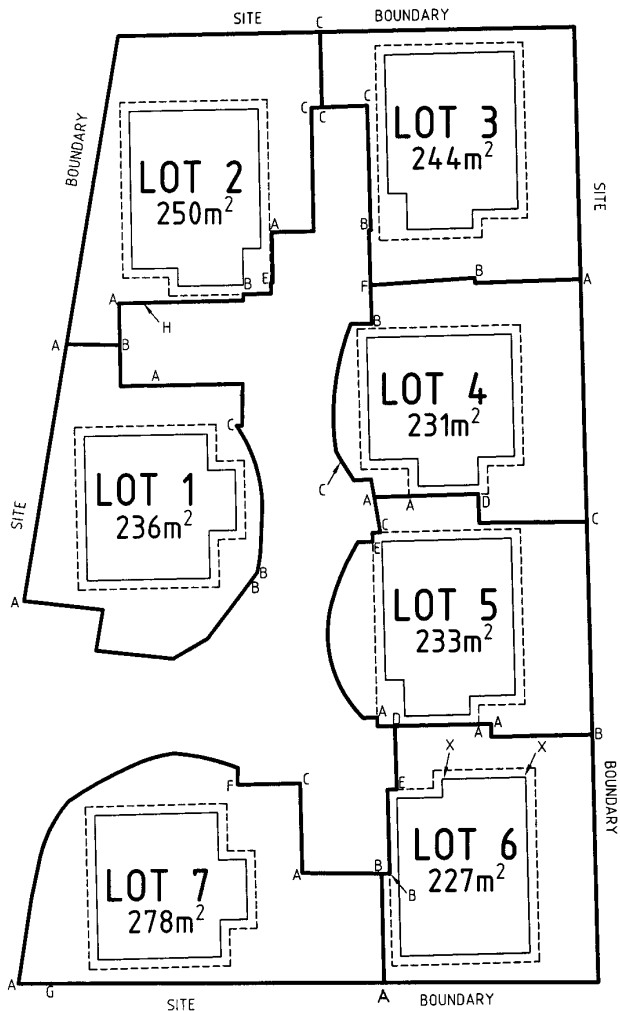 SITE BOUNDARY
C
BOUNDARY
C C C
LOT 3
244m²
LOT 2
250m²
SITE
A B
E B
A
H
F B A
B
A B
A
LOT 4
231m²
C
C
A A D
C
LOT 1
236m²
SITE
C
E
B
B
A
LOT 5
233m²
A D
A A
B
X X
BOUNDARY
F C
E
LOT 6
227m²
A B
B
LOT 7
278m²
A G
SITE
A
BOUNDARY